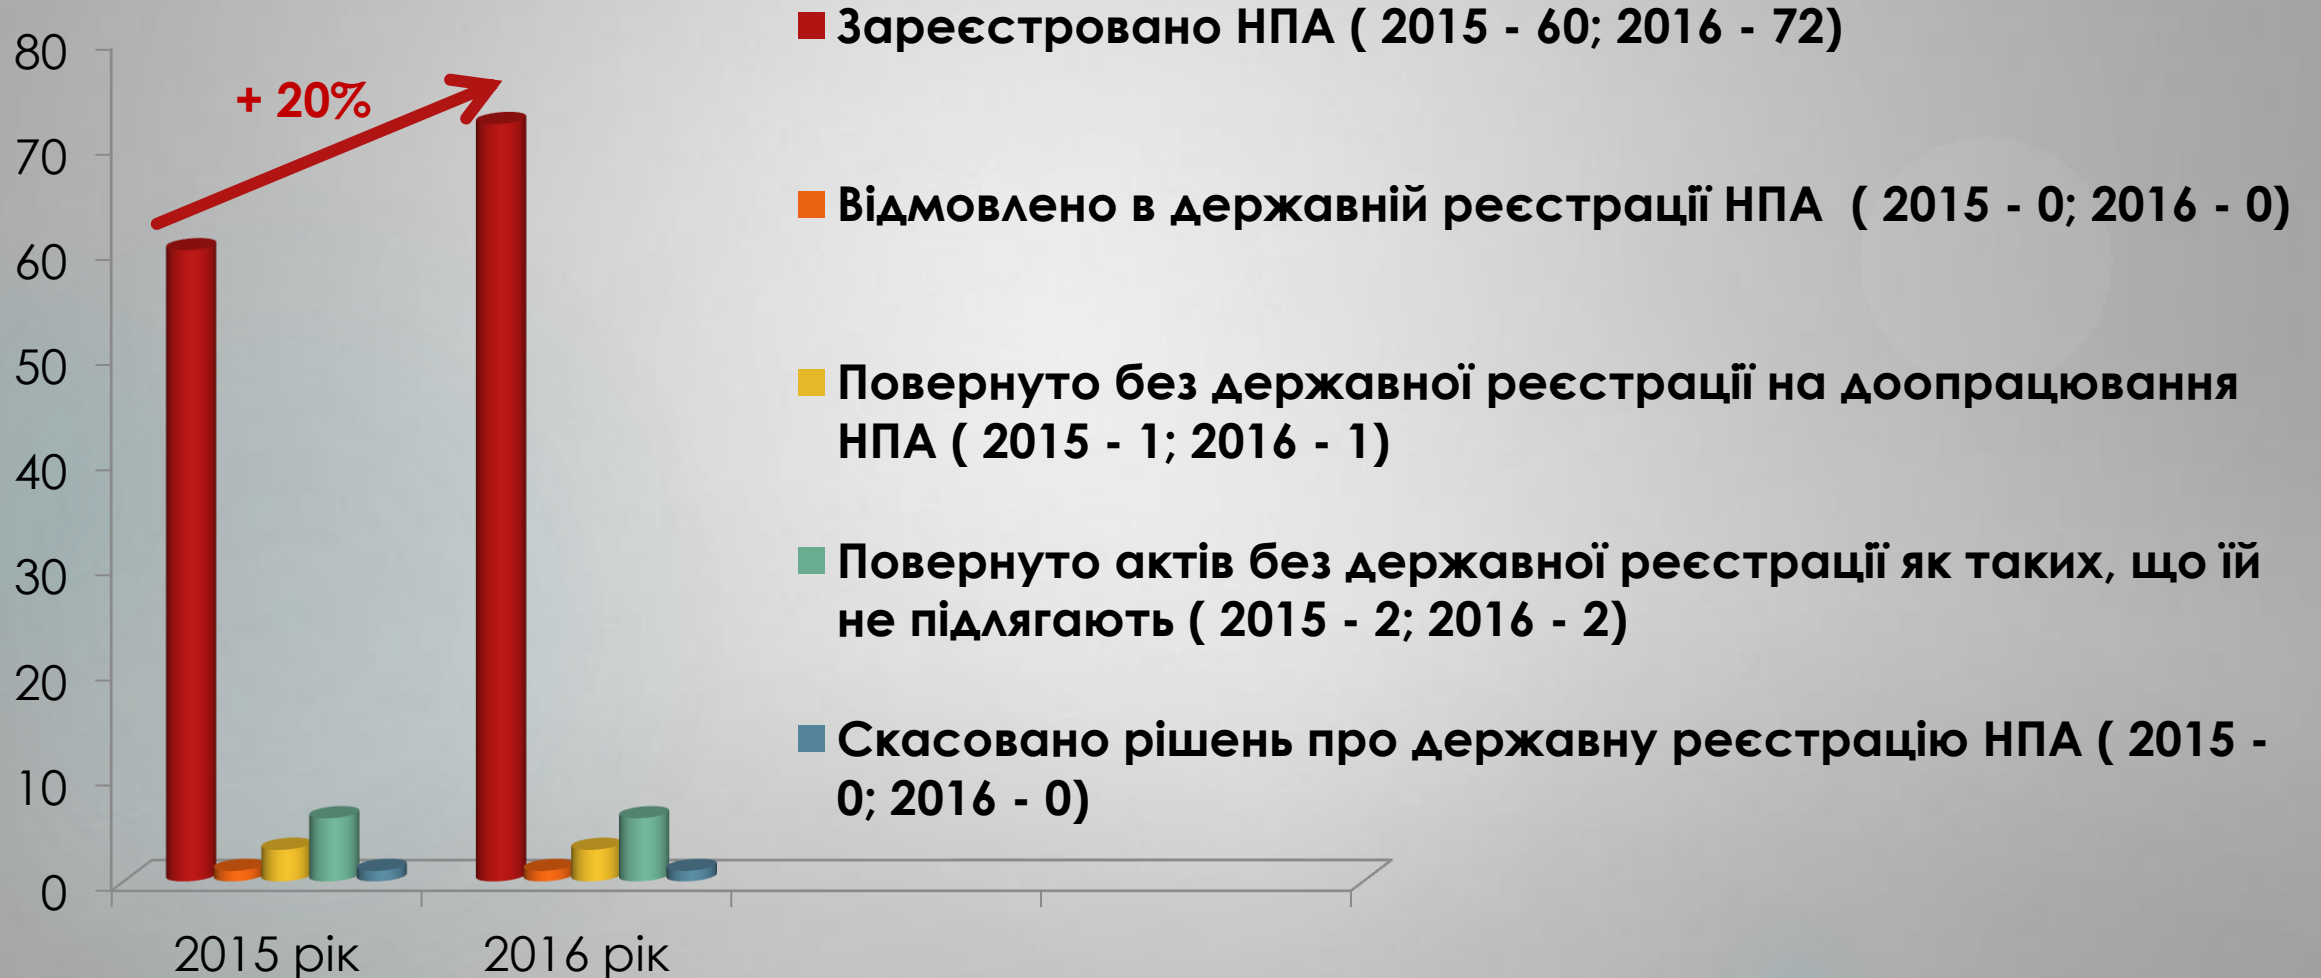 80
70
60
50
40
30
20
10
0
+ 20%
2015 рік
2016 рік
Зареєстровано НПА ( 2015 - 60; 2016 - 72)
Відмовлено в державній реєстрації НПА ( 2015 - 0; 2016 - 0)
Повернуто без державної реєстрації на доопрацювання
НПА ( 2015 - 1; 2016 - 1)
Повернуто актів без державної реєстрації як таких, що їй
не підлягають ( 2015 - 2; 2016 - 2)
Скасовано рішень про державну реєстрацію НПА ( 2015 -
0; 2016 - 0)